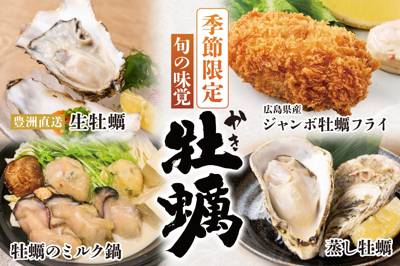 季節限定
旬の味覚
かき
牡蠣
豊洲直送 生牡蠣
広島県産
ジャンボ牡蠣フライ
牡蠣のミルク鍋
蒸し牡蠣